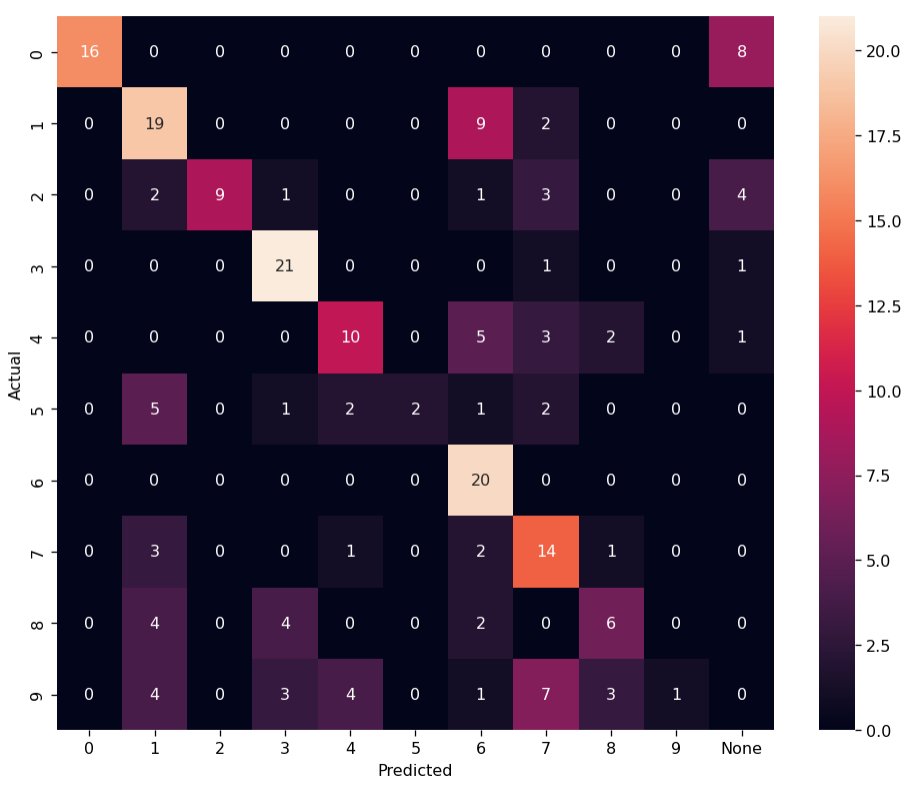 0 16 0 0 0 0 0 0 0 0 0 8
1 0 19 0 0 0 0 9 2 0 0 0
2 0 2 9 1 0 0 1 3 0 0 4
3 0 0 0 21 0 0 0 1 0 0 1
4 0 0 0 0 10 0 5 3 2 0 1
5 0 5 0 1 2 2 1 2 0 0 0
6 0 0 0 0 0 0 20 0 0 0 0
7 0 3 0 0 1 0 2 14 1 0 0
8 0 4 0 4 0 0 2 0 6 0 0
9 0 4 0 3 4 0 1 7 3 1 0
0 1 2 3 4 5 6 7 8 9 None
Predicted
Actual
20.0
17.5
15.0
12.5
10.0
7.5
5.0
2.5
0.0